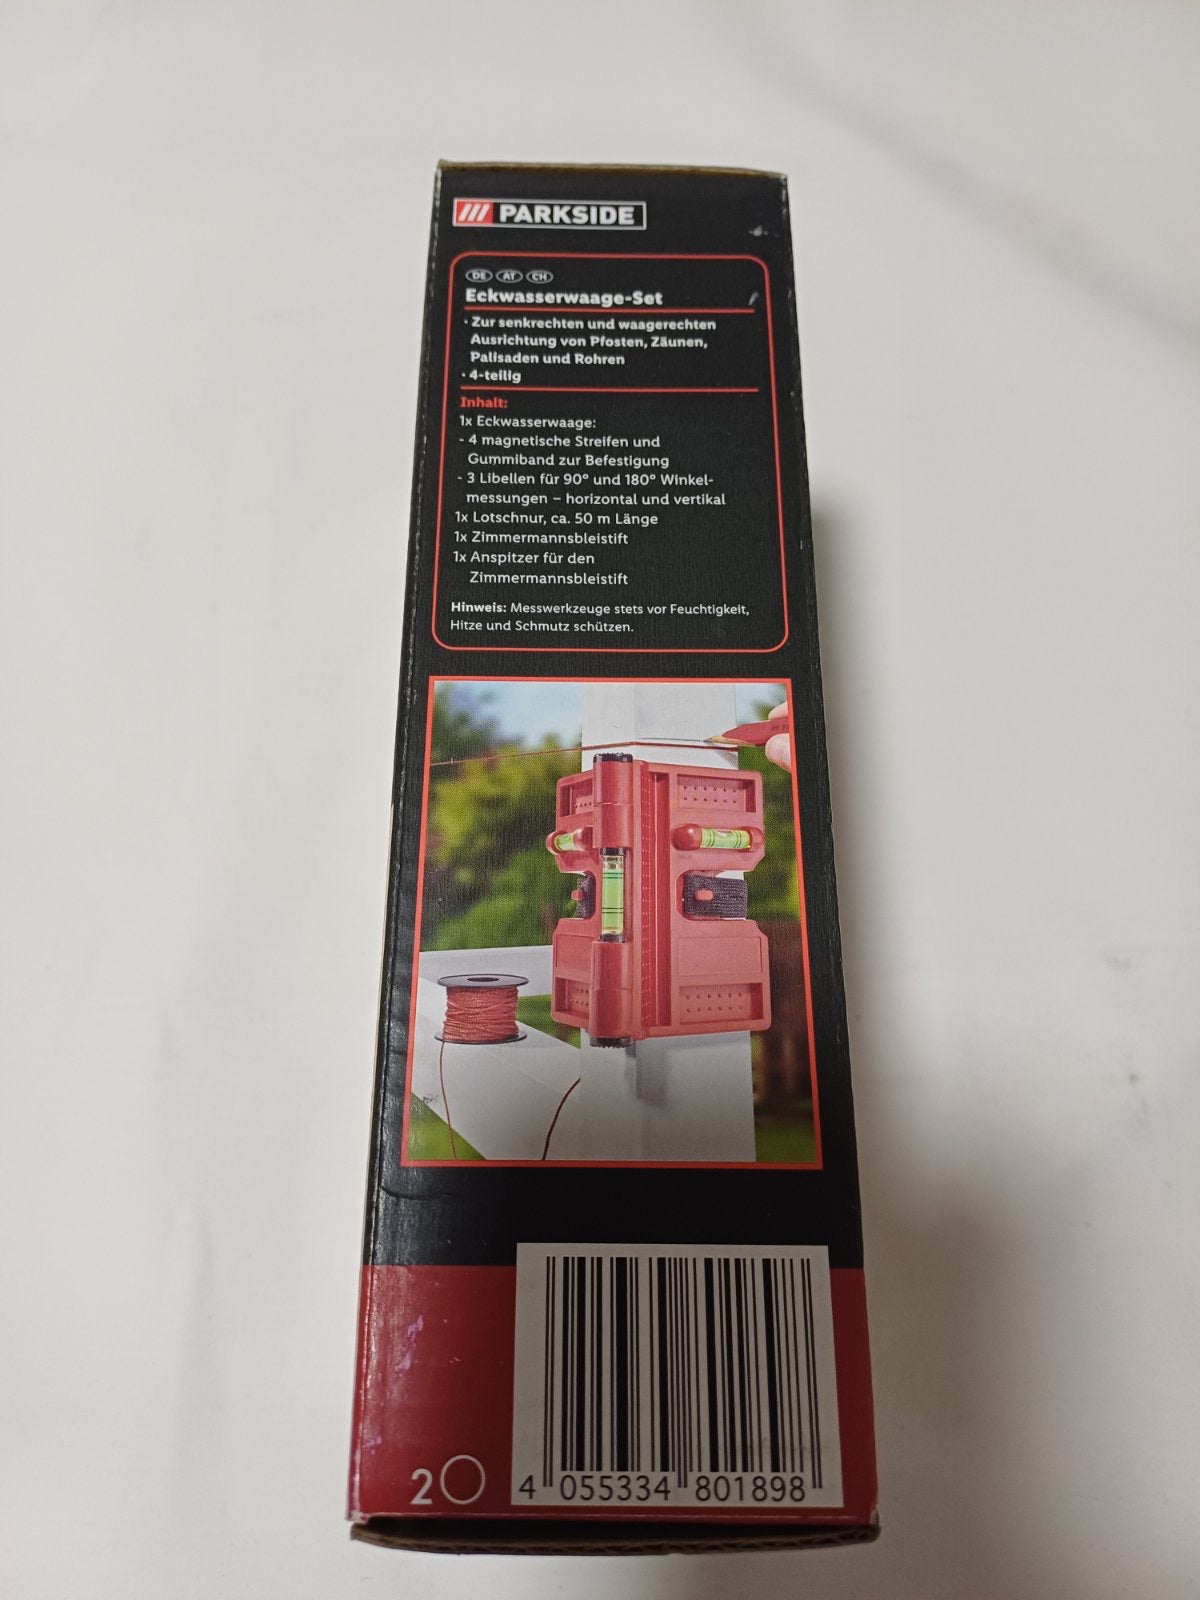 /// PARKSIDE
DE AT CH
Eckwasserwaage-Set
· Zur senkrechten und waagerechten
Ausrichtung von Pfosten, Zäunen,
Palisaden und Rohren
· 4-teilig
Inhalt:
1x Eckwasserwaage:
- 4 magnetische Streifen und
Gummiband zur Befestigung
- 3 Libellen für 90° und 180° Winkel-
messungen – horizontal und vertikal
1x Lotschnur, ca. 50 m Länge
1x Zimmermannsbleistift
1x Anspitzer für den
Zimmermannsbleistift
Hinweis: Messwerkzeuge stets vor Feuchtigkeit,
Hitze und Schmutz schützen.
2
4 055334 801898